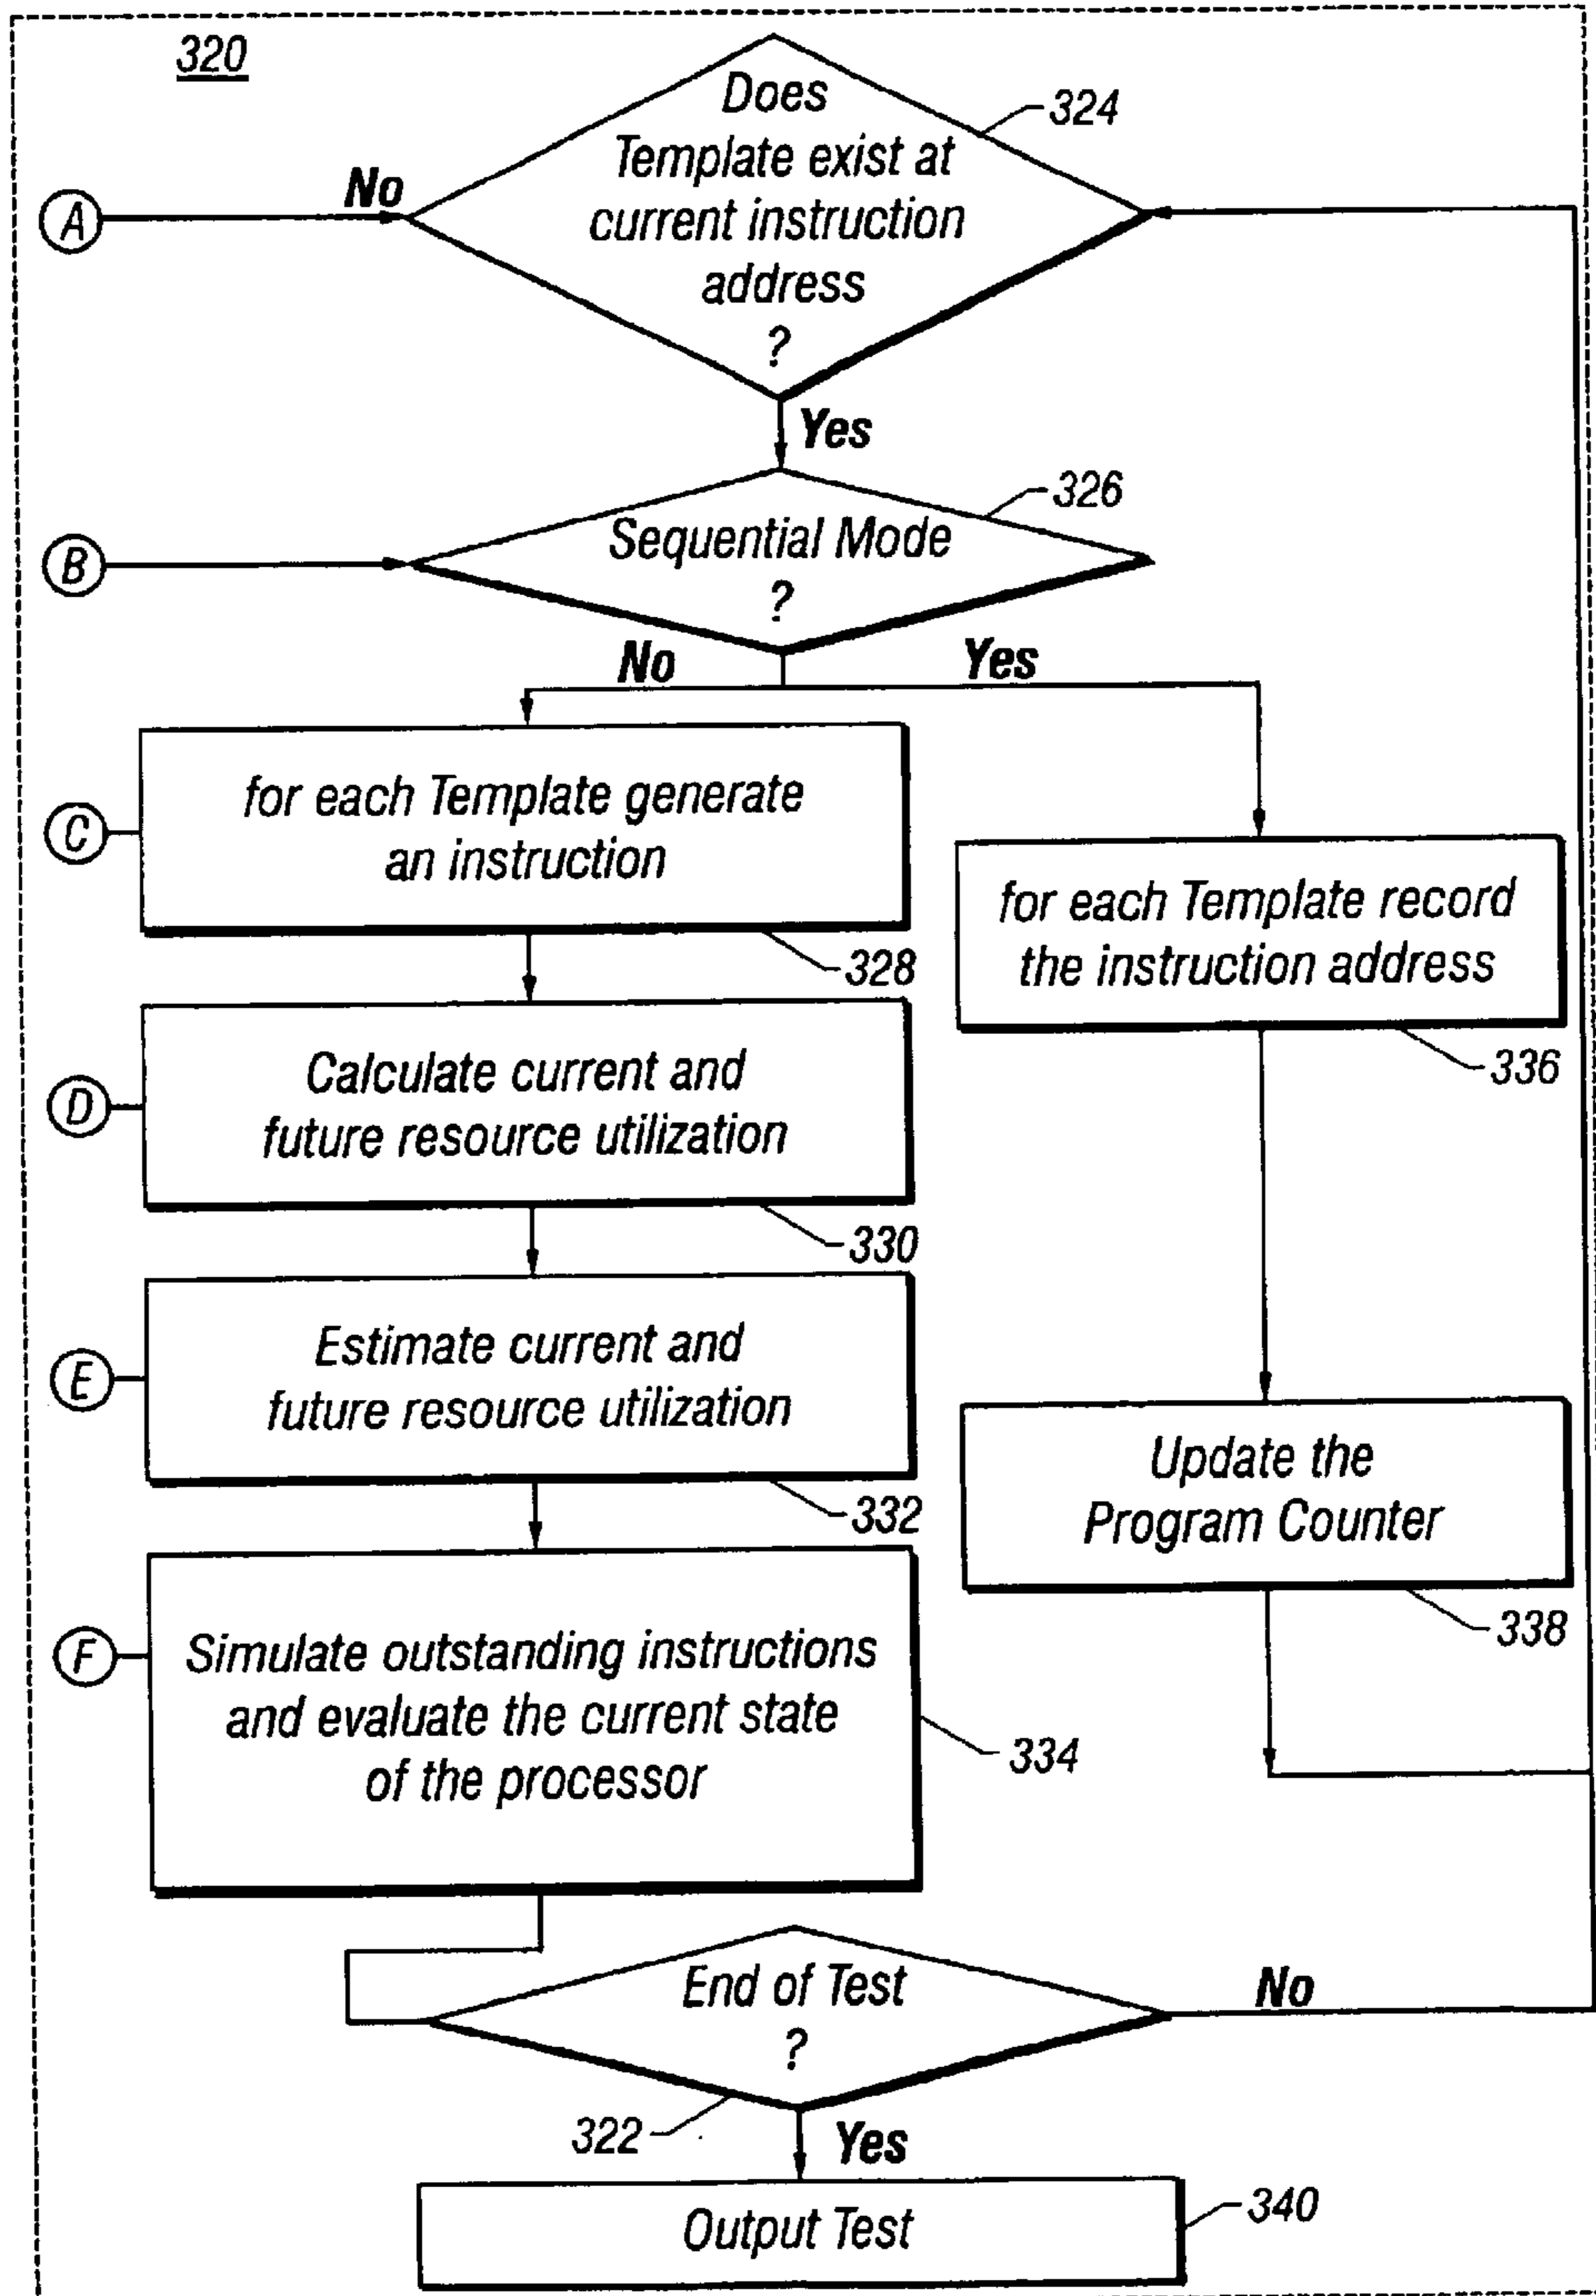 320
Does
Template exist at
current instruction
address
?
324
No
A
Yes
326
Sequential Mode
?
B
No
Yes
for each Template generate
an instruction
C
328
for each Template record
the instruction address
336
Calculate current and
future resource utilization
D
330
Estimate current and
future resource utilization
E
332
Update the
Program Counter
338
Simulate outstanding instructions
and evaluate the current state
of the processor
F
334
End of Test
?
No
322
Yes
Output Test
340